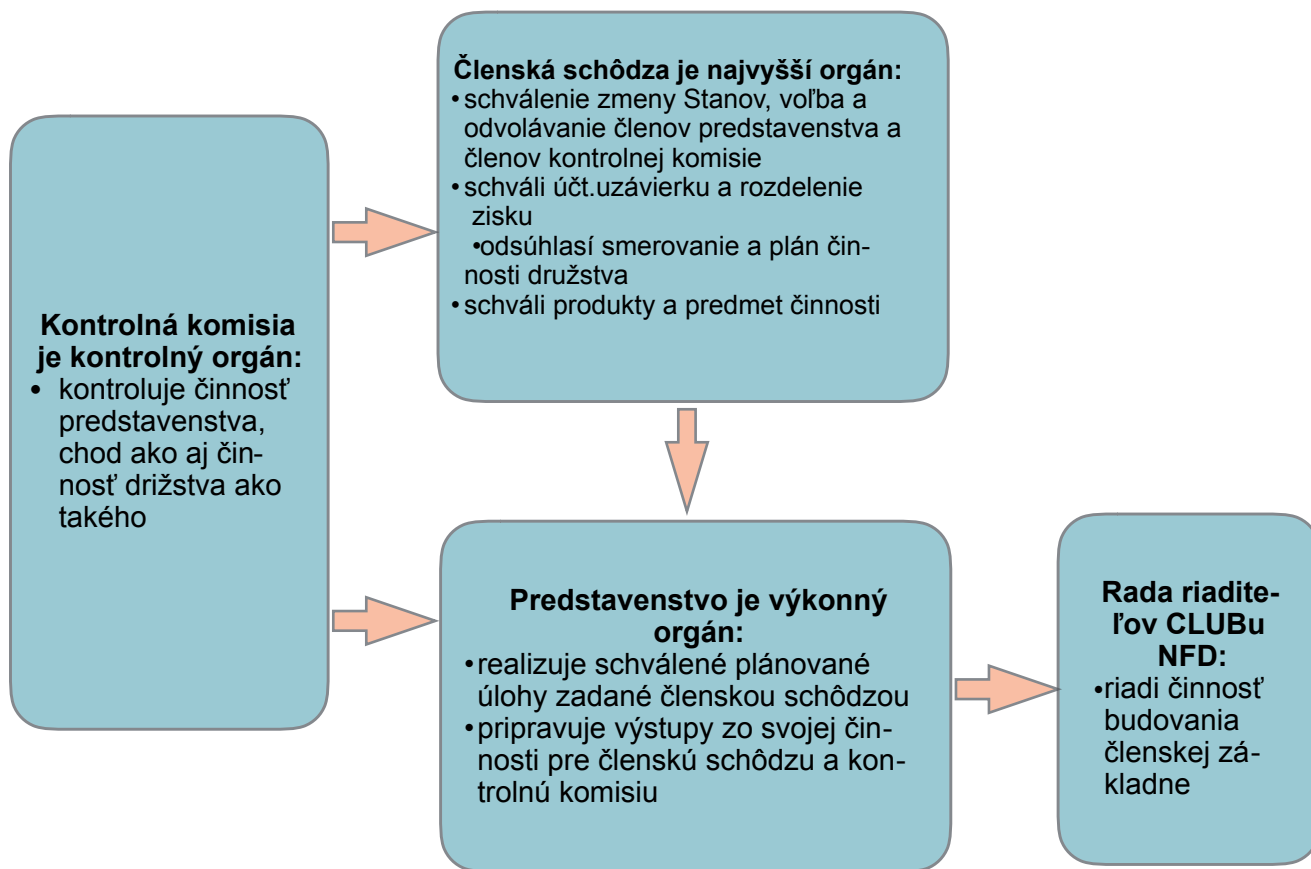 Členská schôdza je najvyšší orgán:
•schválenie zmeny Stanov, voľba a
odvolávanie členov predstavenstva a
členov kontrolnej komisie
•schváli účt.uzávierku a rozdelenie
zisku
•odsúhlasí smerovanie a plán čin-
nosti družstva
•schváli produkty a predmet činnosti
Kontrolná komisia
je kontrolný orgán:
• kontroluje činnosť
predstavenstva,
chod ako aj čin-
nosť drižstva ako
takého
Predstavenstvo je výkonný
orgán:
•realizuje schválené plánované
úlohy zadané členskou schôdzou
•pripravuje výstupy zo svojej čin-
nosti pre členskú schôdzu a kon-
trolnú komisiu
Rada riadite-
ľov CLUBu
NFD:
•riadi činnosť
budovania
členskej zá-
kladne